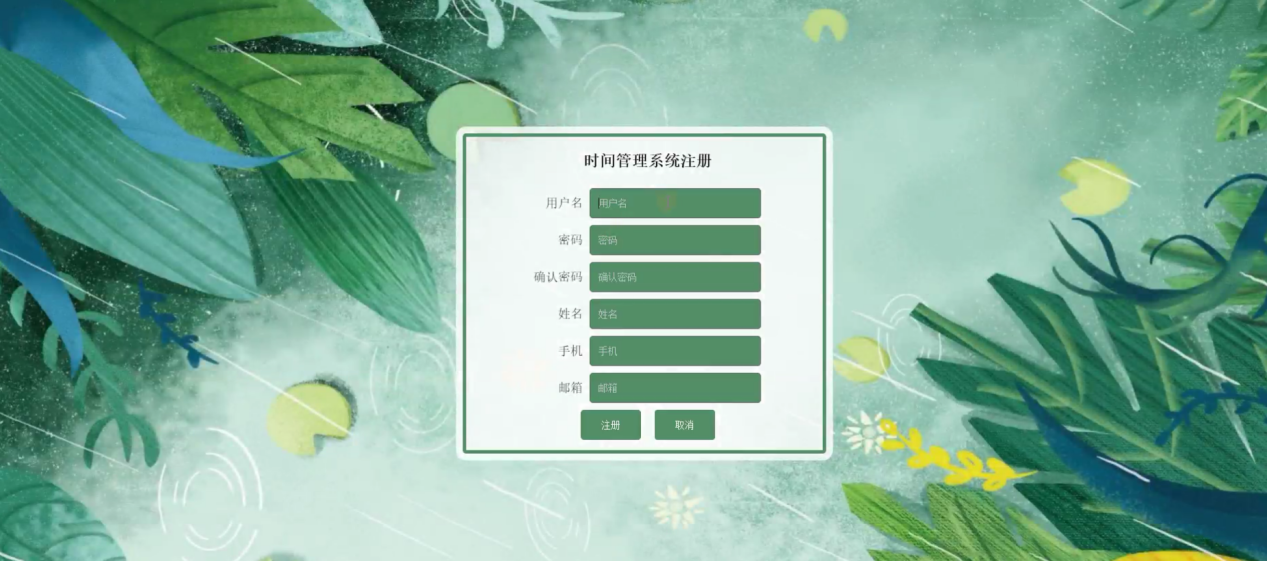 时间管理系统注册
用户名 用户名
密码 密码
确认密码 确认密码
姓名 姓名
手机 手机
邮箱 邮箱
注册 取消